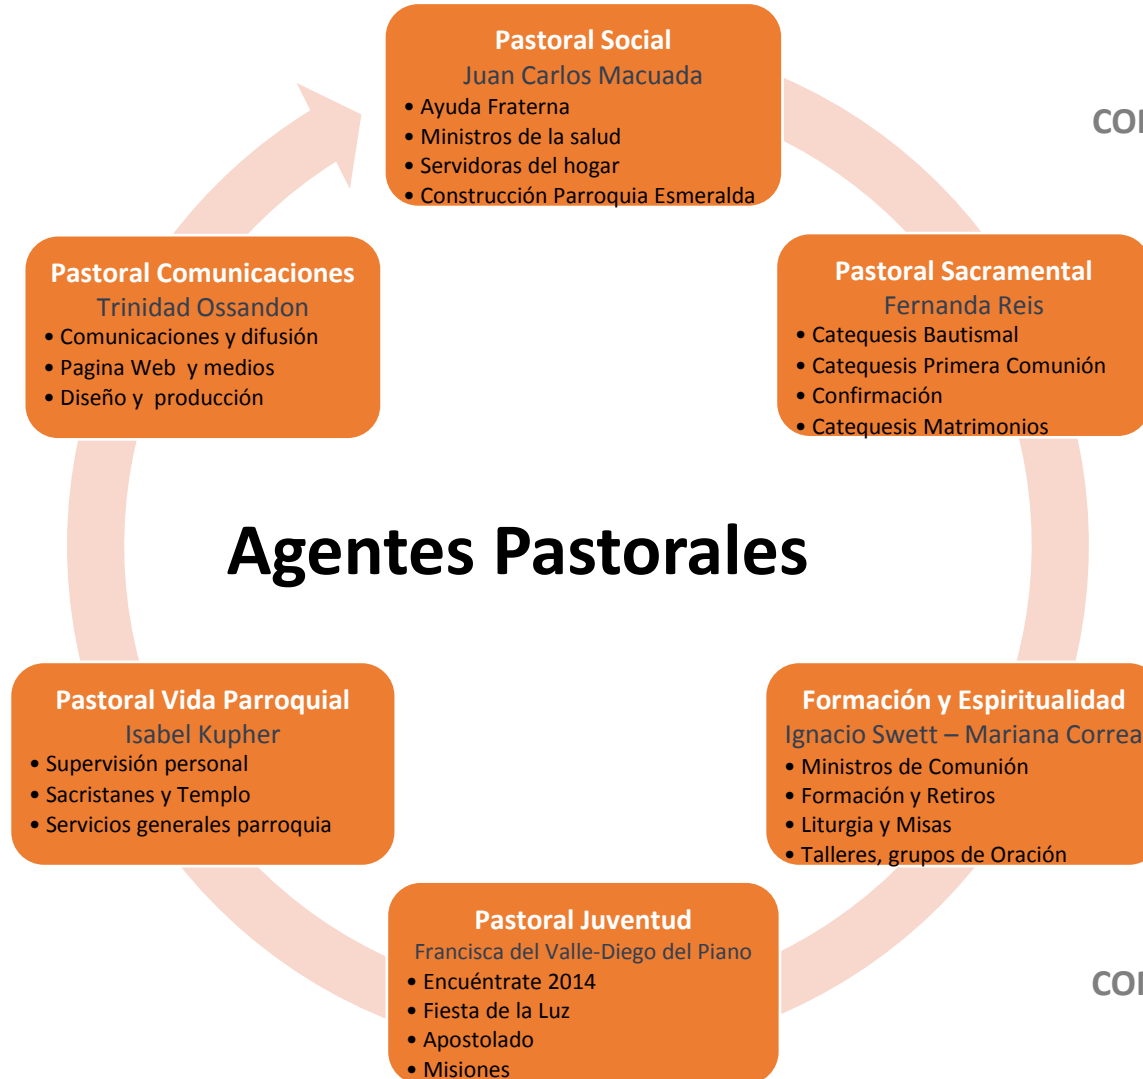 Pastoral Social
Juan Carlos Macuada
• Ayuda Fraterna
• Ministros de la salud
• Servidoras del hogar
• Construcción Parroquia Esmeralda
Pastoral Sacramental
Fernanda Reis
• Catequesis Bautismal
• Catequesis Primera Comunión
• Confirmación
• Catequesis Matrimonios
Formación y Espiritualidad
Ignacio Swett – Mariana Correa
• Ministros de Comunión
• Formación y Retiros
• Liturgia y Misas
• Talleres, grupos de Oración
Pastoral Juventud
Francisca del Valle-Diego del Piano
• Encuéntrate 2014
• Fiesta de la Luz
• Apostolado
• Misiones
Pastoral Vida Parroquial
Isabel Kupher
• Supervisión personal
• Sacristanes y Templo
• Servicios generales parroquia
Pastoral Comunicaciones
Trinidad Ossandon
• Comunicaciones y difusión
• Pagina Web  y medios
• Diseño y  producción
Agentes Pastorales